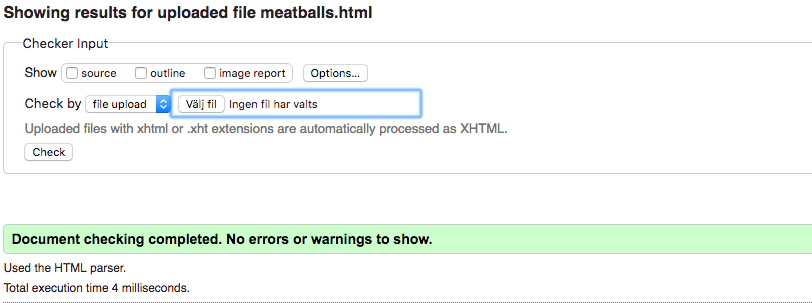 Showing results for uploaded file meatballs.html
Checker Input
Show source outline image report Options...
Check by file upload Välj fil Ingen fil har valts
Uploaded files with xhtml or .xht extensions are automatically processed as XHTML.
Check
Document checking completed. No errors or warnings to show.
Used the HTML parser.
Total execution time 4 milliseconds.